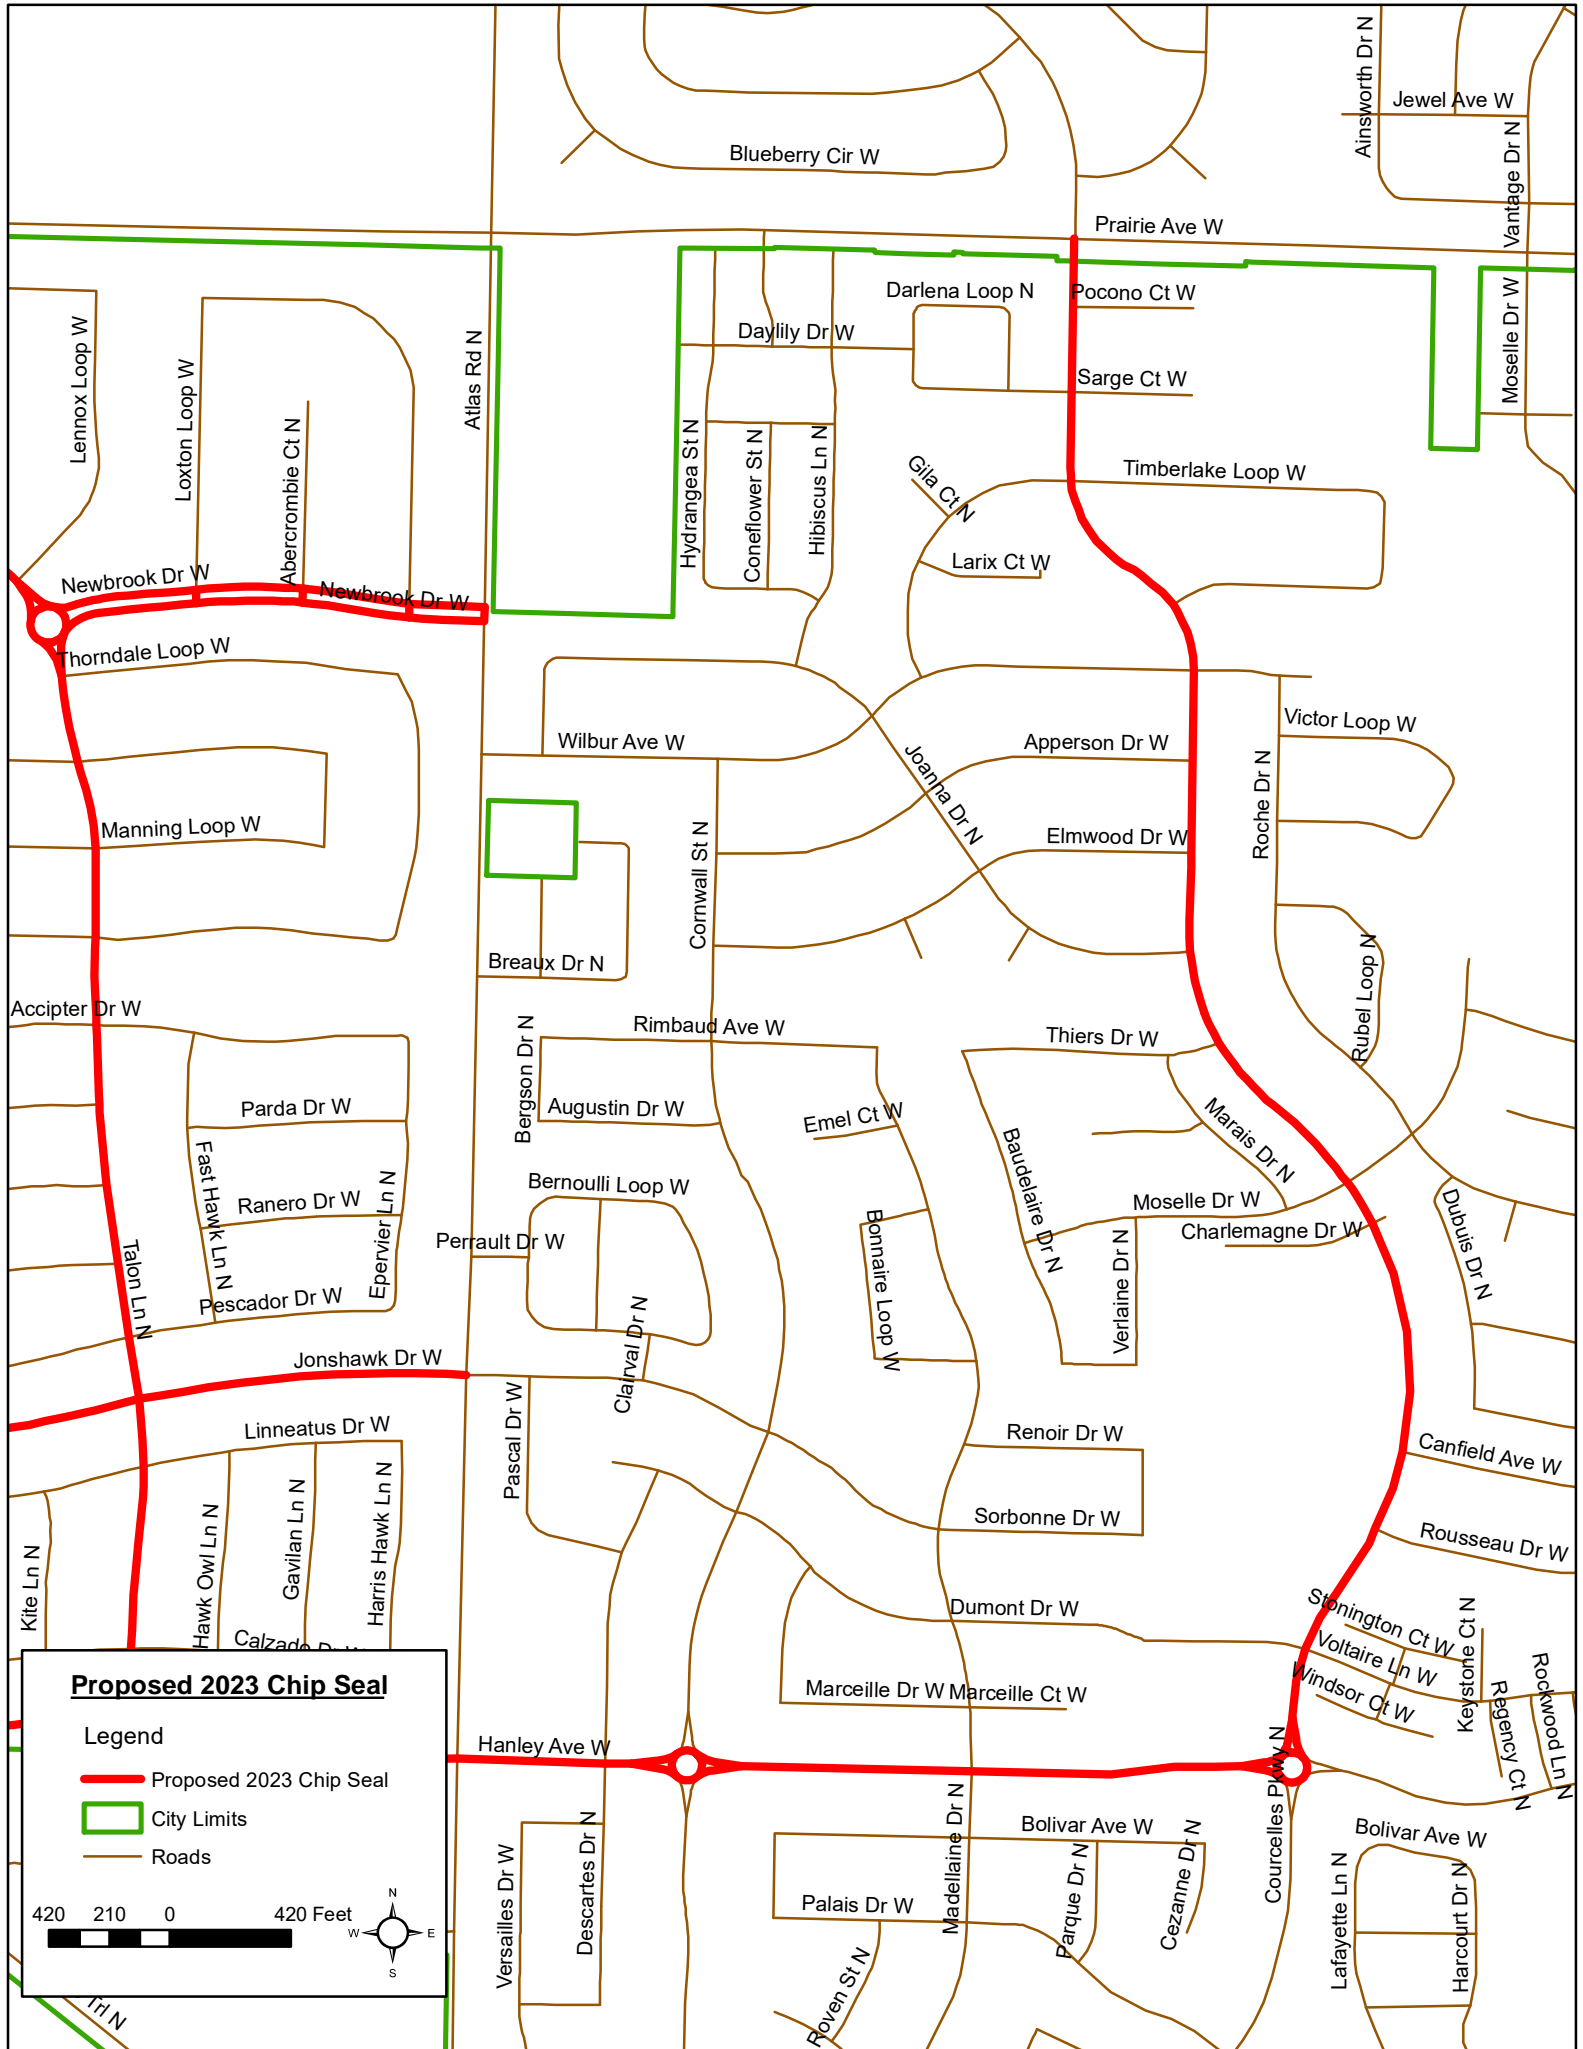 Ainsworth Dr N
Jewel Ave W
Vantage Dr N
Blueberry Cir W
Prairie Ave W
Darlena Loop N
Pocono Ct W
Moselle Dr W
Lennox Loop W
Loxton Loop W
Atlas Rd N
Daylily Dr W
Sarge Ct W
Abercrombie Ct N
Hydrangea St N
Coneflower St N
Hibiscus Ln N
Gila Ct N
Timberlake Loop W
Larix Ct W
Newbrook Dr W
Newbrook Dr W
Thorndale Loop W
Wilbur Ave W
Joanna Dr N
Apperson Dr W
Roche Dr N
Victor Loop W
Manning Loop W
Cornwall St N
Elmwood Dr W
Breaux Dr N
Rubel Loop N
Accipter Dr W
Bergson Dr N
Rimbaud Ave W
Thiers Dr W
Parda Dr W
Augustin Dr W
Emel Ct W
Marais Dr N
Fast Hawk Ln N
Ranero Dr W
Epervier Ln N
Bernoulli Loop W
Baudelaire Dr N
Moselle Dr W
Charlemagne Dr W
Dubuis Dr N
Perrault Dr W
Bonnaire Loop W
Verlaine Dr N
Talon Ln N
Pescador Dr W
Clairval Dr N
Jonshawk Dr W
Pascal Dr W
Linneatus Dr W
Renoir Dr W
Canfield Ave W
Kite Ln N
Hawk Owl Ln N
Gavilan Ln N
Harris Hawk Ln N
Sorbonne Dr W
Rousseau Dr W
Dumont Dr W
Stonington Ct W
Voltaire Ln W
Windsor Ct W
Keystone Ct N
Regency Ct N
Rockwood Ln N
Calzado Dr W
Marceille Dr W
Marceille Ct W
Hanley Ave W
Courcelles Pkwy N
Versailles Dr W
Descartes Dr N
Madellaine Dr N
Bolivar Ave W
Parque Dr N
Cezanne Dr N
Bolivar Ave W
Lafayette Ln N
Harcourt Dr N
Palais Dr W
Roven St N
Trl N
Proposed 2023 Chip Seal
Legend
Proposed 2023 Chip Seal
City Limits
Roads
420 210 0 420 Feet
N
W E
S